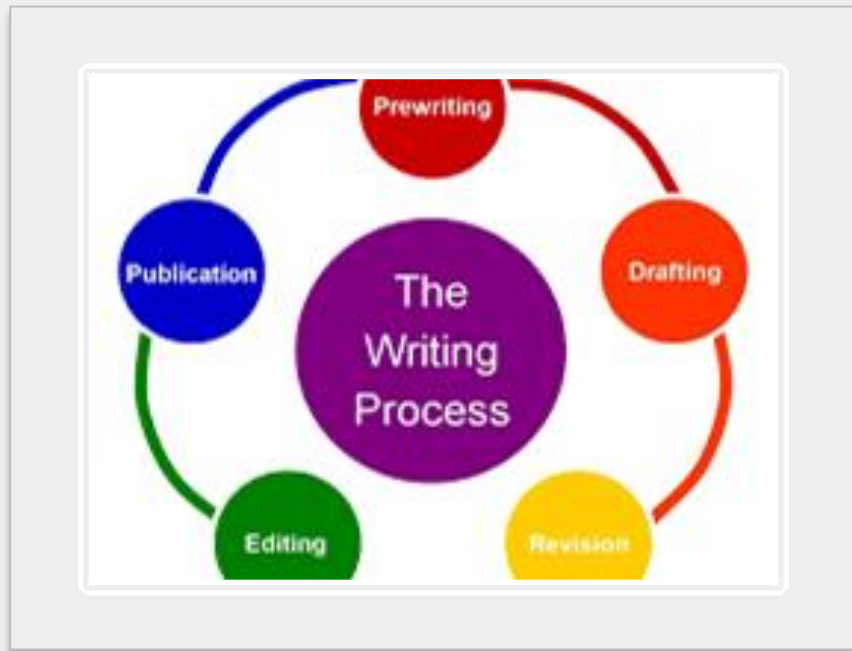 Prewriting
Drafting
Revision
Editing
Publication
The
Writing
Process